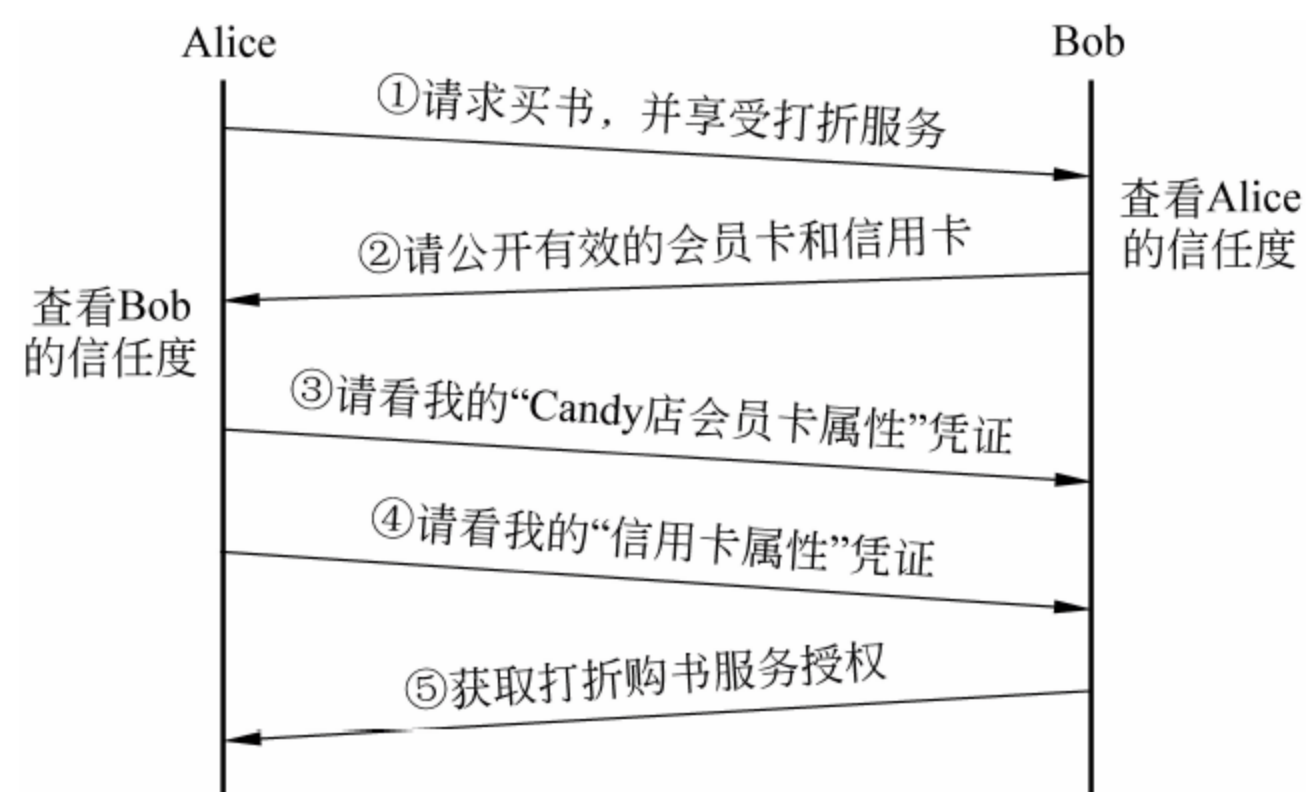 Alice
Bob
①请求买书，并享受打折服务
查看Alice
的信任度
②请公开有效的会员卡和信用卡
查看Bob
的信任度
③请看我的“Candy店会员卡属性”凭证
④请看我的“信用卡属性”凭证
⑤获取打折购书服务授权